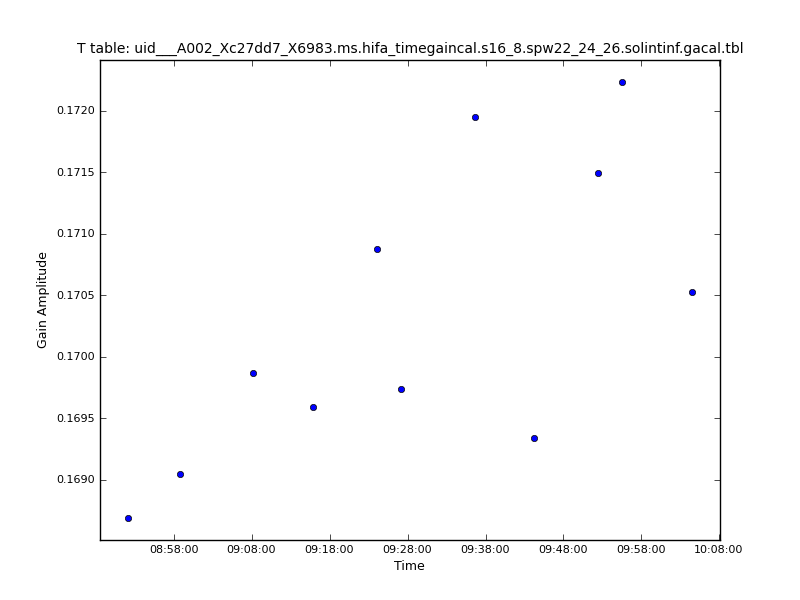 T table: uid___A002_Xc27dd7_X6983.ms.hifa_timegaincal.s16_8.spw22_24_26.solintinf.gacal.tbl
0.1720
0.1715
0.1710
0.1705
0.1700
0.1695
0.1690
Gain Amplitude
08:58:00 09:08:00 09:18:00 09:28:00 09:38:00 09:48:00 09:58:00 10:08:00
Time